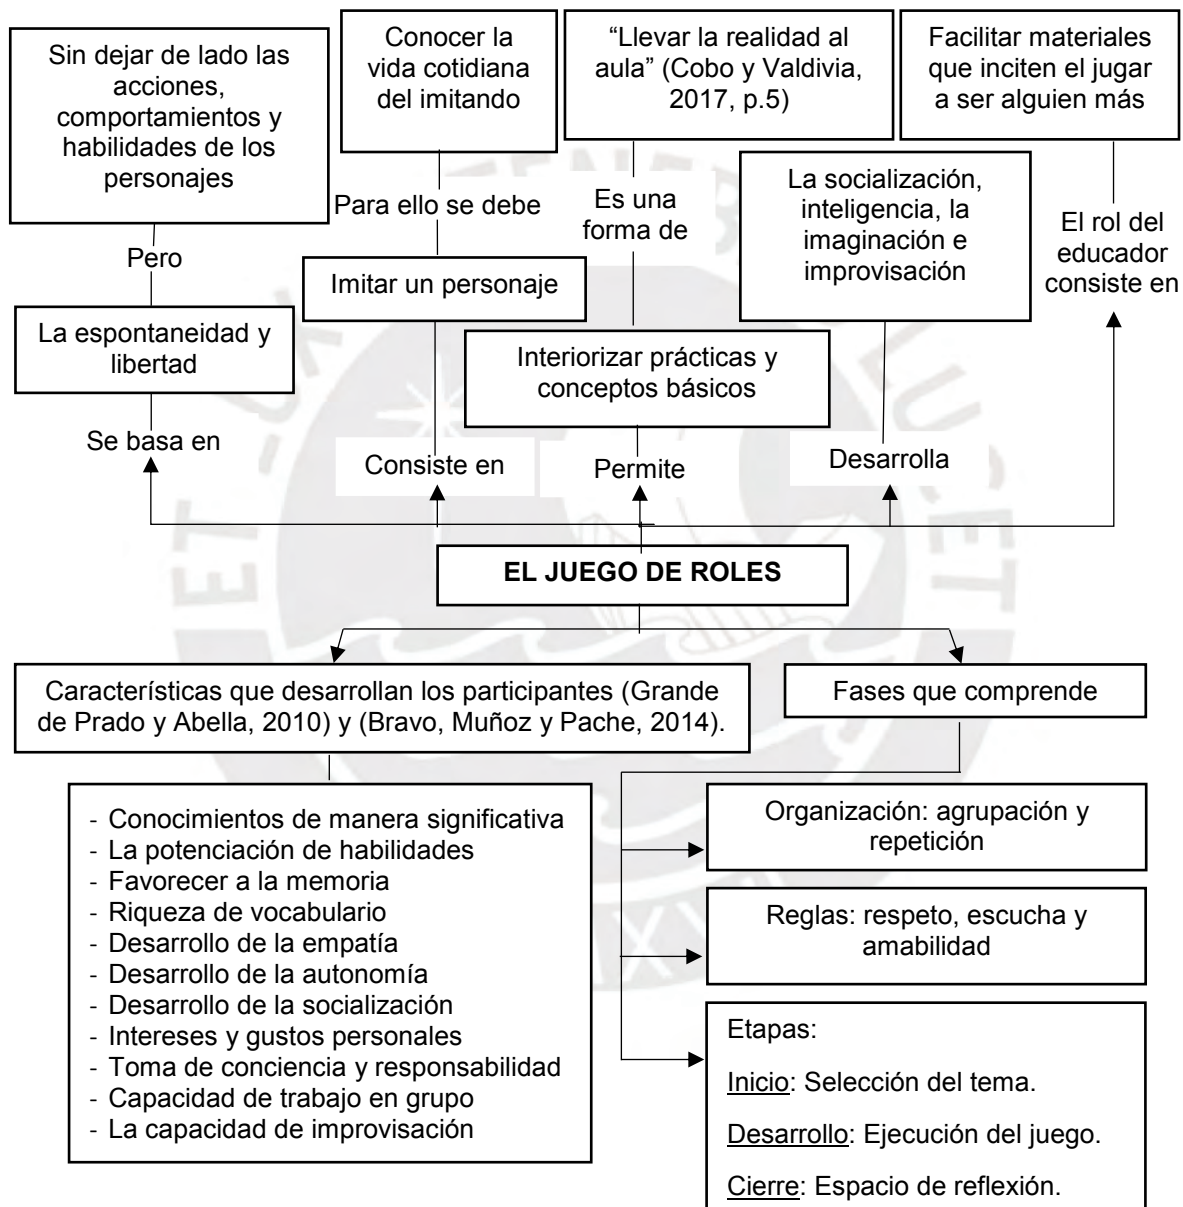 Sin dejar de lado las
acciones,
comportamientos y
habilidades de los
personajes
Pero
La espontaneidad y
libertad
Se basa en
Conocer la
vida cotidiana
del imitando
Para ello se debe
Imitar un personaje
Consiste en
“Llevar la realidad al
aula” (Cobo y Valdivia,
2017, p.5)
Es una
forma de
Interiorizar prácticas y
conceptos básicos
Permite
La socialización,
inteligencia, la
imaginación e
improvisación
Desarrolla
Facilitar materiales
que inciten el jugar
a ser alguien más
El rol del
educador
consiste en
EL JUEGO DE ROLES
Características que desarrollan los participantes (Grande
de Prado y Abella, 2010) y (Bravo, Muñoz y Pache, 2014).
- Conocimientos de manera significativa
- La potenciación de habilidades
- Favorecer a la memoria
- Riqueza de vocabulario
- Desarrollo de la empatía
- Desarrollo de la autonomía
- Desarrollo de la socialización
- Intereses y gustos personales
- Toma de conciencia y responsabilidad
- Capacidad de trabajo en grupo
- La capacidad de improvisación
Fases que comprende
Organización: agrupación y
repetición
Reglas: respeto, escucha y
amabilidad
Etapas:
Inicio: Selección del tema.
Desarrollo: Ejecución del juego.
Cierre: Espacio de reflexión.